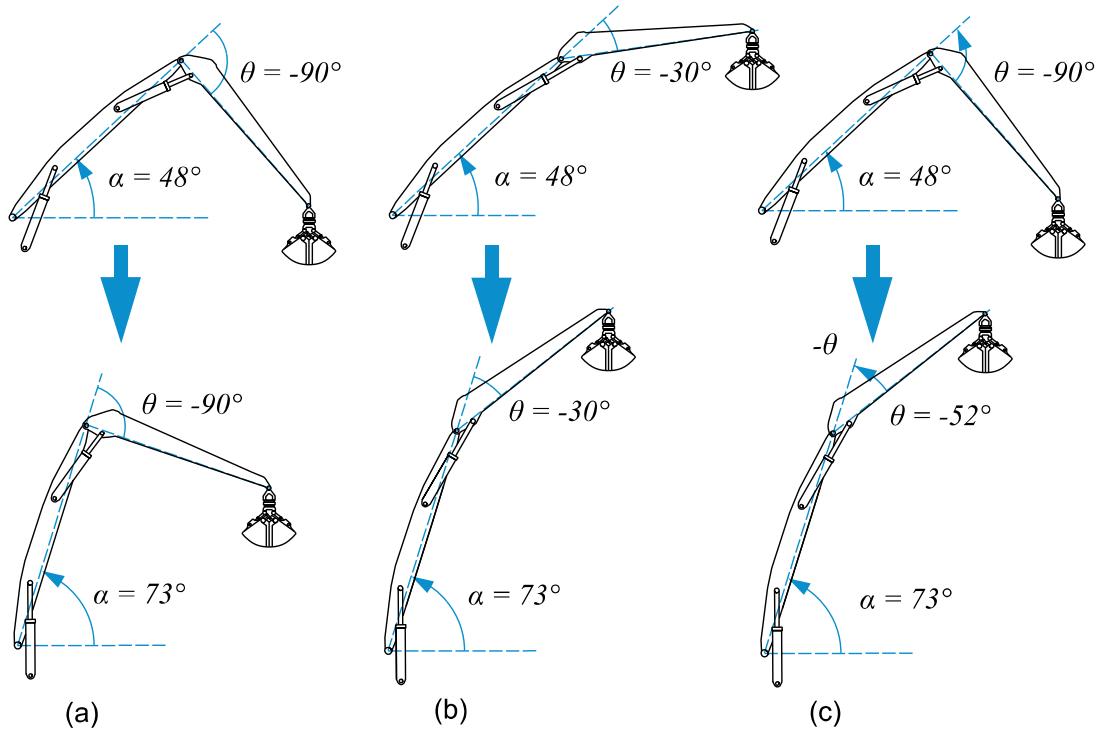 θ = -90°
α = 48°
θ = -30°
α = 48°
θ = -90°
α = 48°
θ = -90°
α = 73°
θ = -30°
α = 73°
-θ
θ = -52°
α = 73°
(a)
(b)
(c)